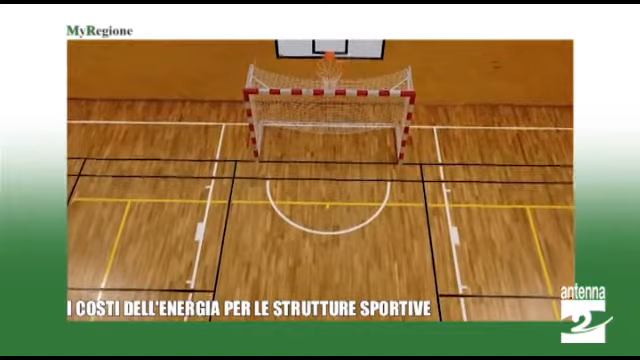 MyRegione
I COSTI DELL'ENERGIA PER LE STRUTTURE SPORTIVE
antenna
2